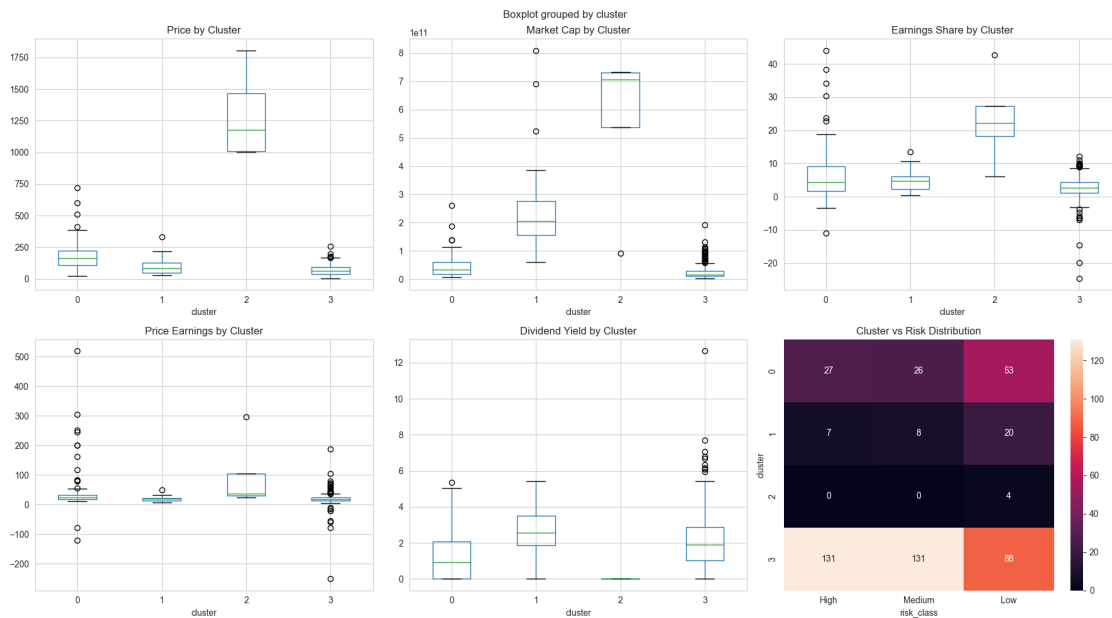 Boxplot grouped by cluster
Price by Cluster
1750
1500
1250
1000
750
500
250
0
0 1 2 3
cluster
Market Cap by Cluster
1e11
8
7
6
5
4
3
2
1
0
0 1 2 3
cluster
Earnings Share by Cluster
40
30
20
10
0
−10
−20
0 1 2 3
cluster
Price Earnings by Cluster
500
400
300
200
100
0
−100
−200
0 1 2 3
cluster
Dividend Yield by Cluster
12
10
8
6
4
2
0
0 1 2 3
cluster
Cluster vs Risk Distribution
cluster
0 27 26 53
1 7 8 20
2 0 0 4
3 131 131 88
High Medium Low
risk_class
120
100
80
60
40
20
0